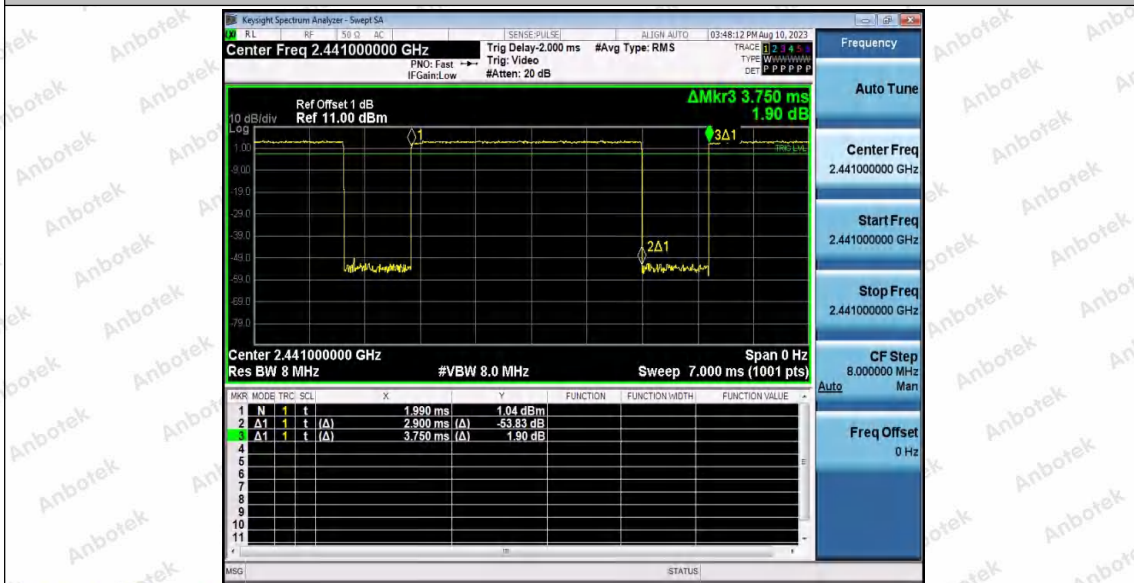 Keysight Spectrum Analyzer - Swept SA
RL RF 50 Ω AC SENSE:PULSE ALIGN AUTO 03:48:12 PM Aug 10, 2023
Center Freq 2.441000000 GHz Trig Delay-2.000 ms #Avg Type: RMS TRACE 1 2 3 4 5 6
PNO: Fast Trig: Video TYPE WWWWWW
IFGain:Low #Atten: 20 dB DET P P P P P P
ΔMkr3 3.750 ms
1.90 dB
Ref Offset 1 dB
10 dB/div Ref 11.00 dBm
Log
1 3Δ1
1.00 TRIG LVL
-9.00
-19.0
-29.0
-39.0
2Δ1
-49.0
-59.0
-69.0
-79.0
Center 2.441000000 GHz Span 0 Hz
Res BW 8 MHz #VBW 8.0 MHz Sweep 7.000 ms (1001 pts)
MKR MODE TRC SCL X Y FUNCTION FUNCTION WIDTH FUNCTION VALUE
1 N 1 t 1.990 ms 1.04 dBm
2 Δ1 1 t (Δ) 2.900 ms (Δ) -53.83 dB
3 Δ1 1 t (Δ) 3.750 ms (Δ) 1.90 dB
4
5
6
7
8
9
10
11
MSG STATUS
Frequency
Auto Tune
Center Freq
2.441000000 GHz
Start Freq
2.441000000 GHz
Stop Freq
2.441000000 GHz
CF Step
8.000000 MHz
Auto Man
Freq Offset
0 Hz
Anbotek